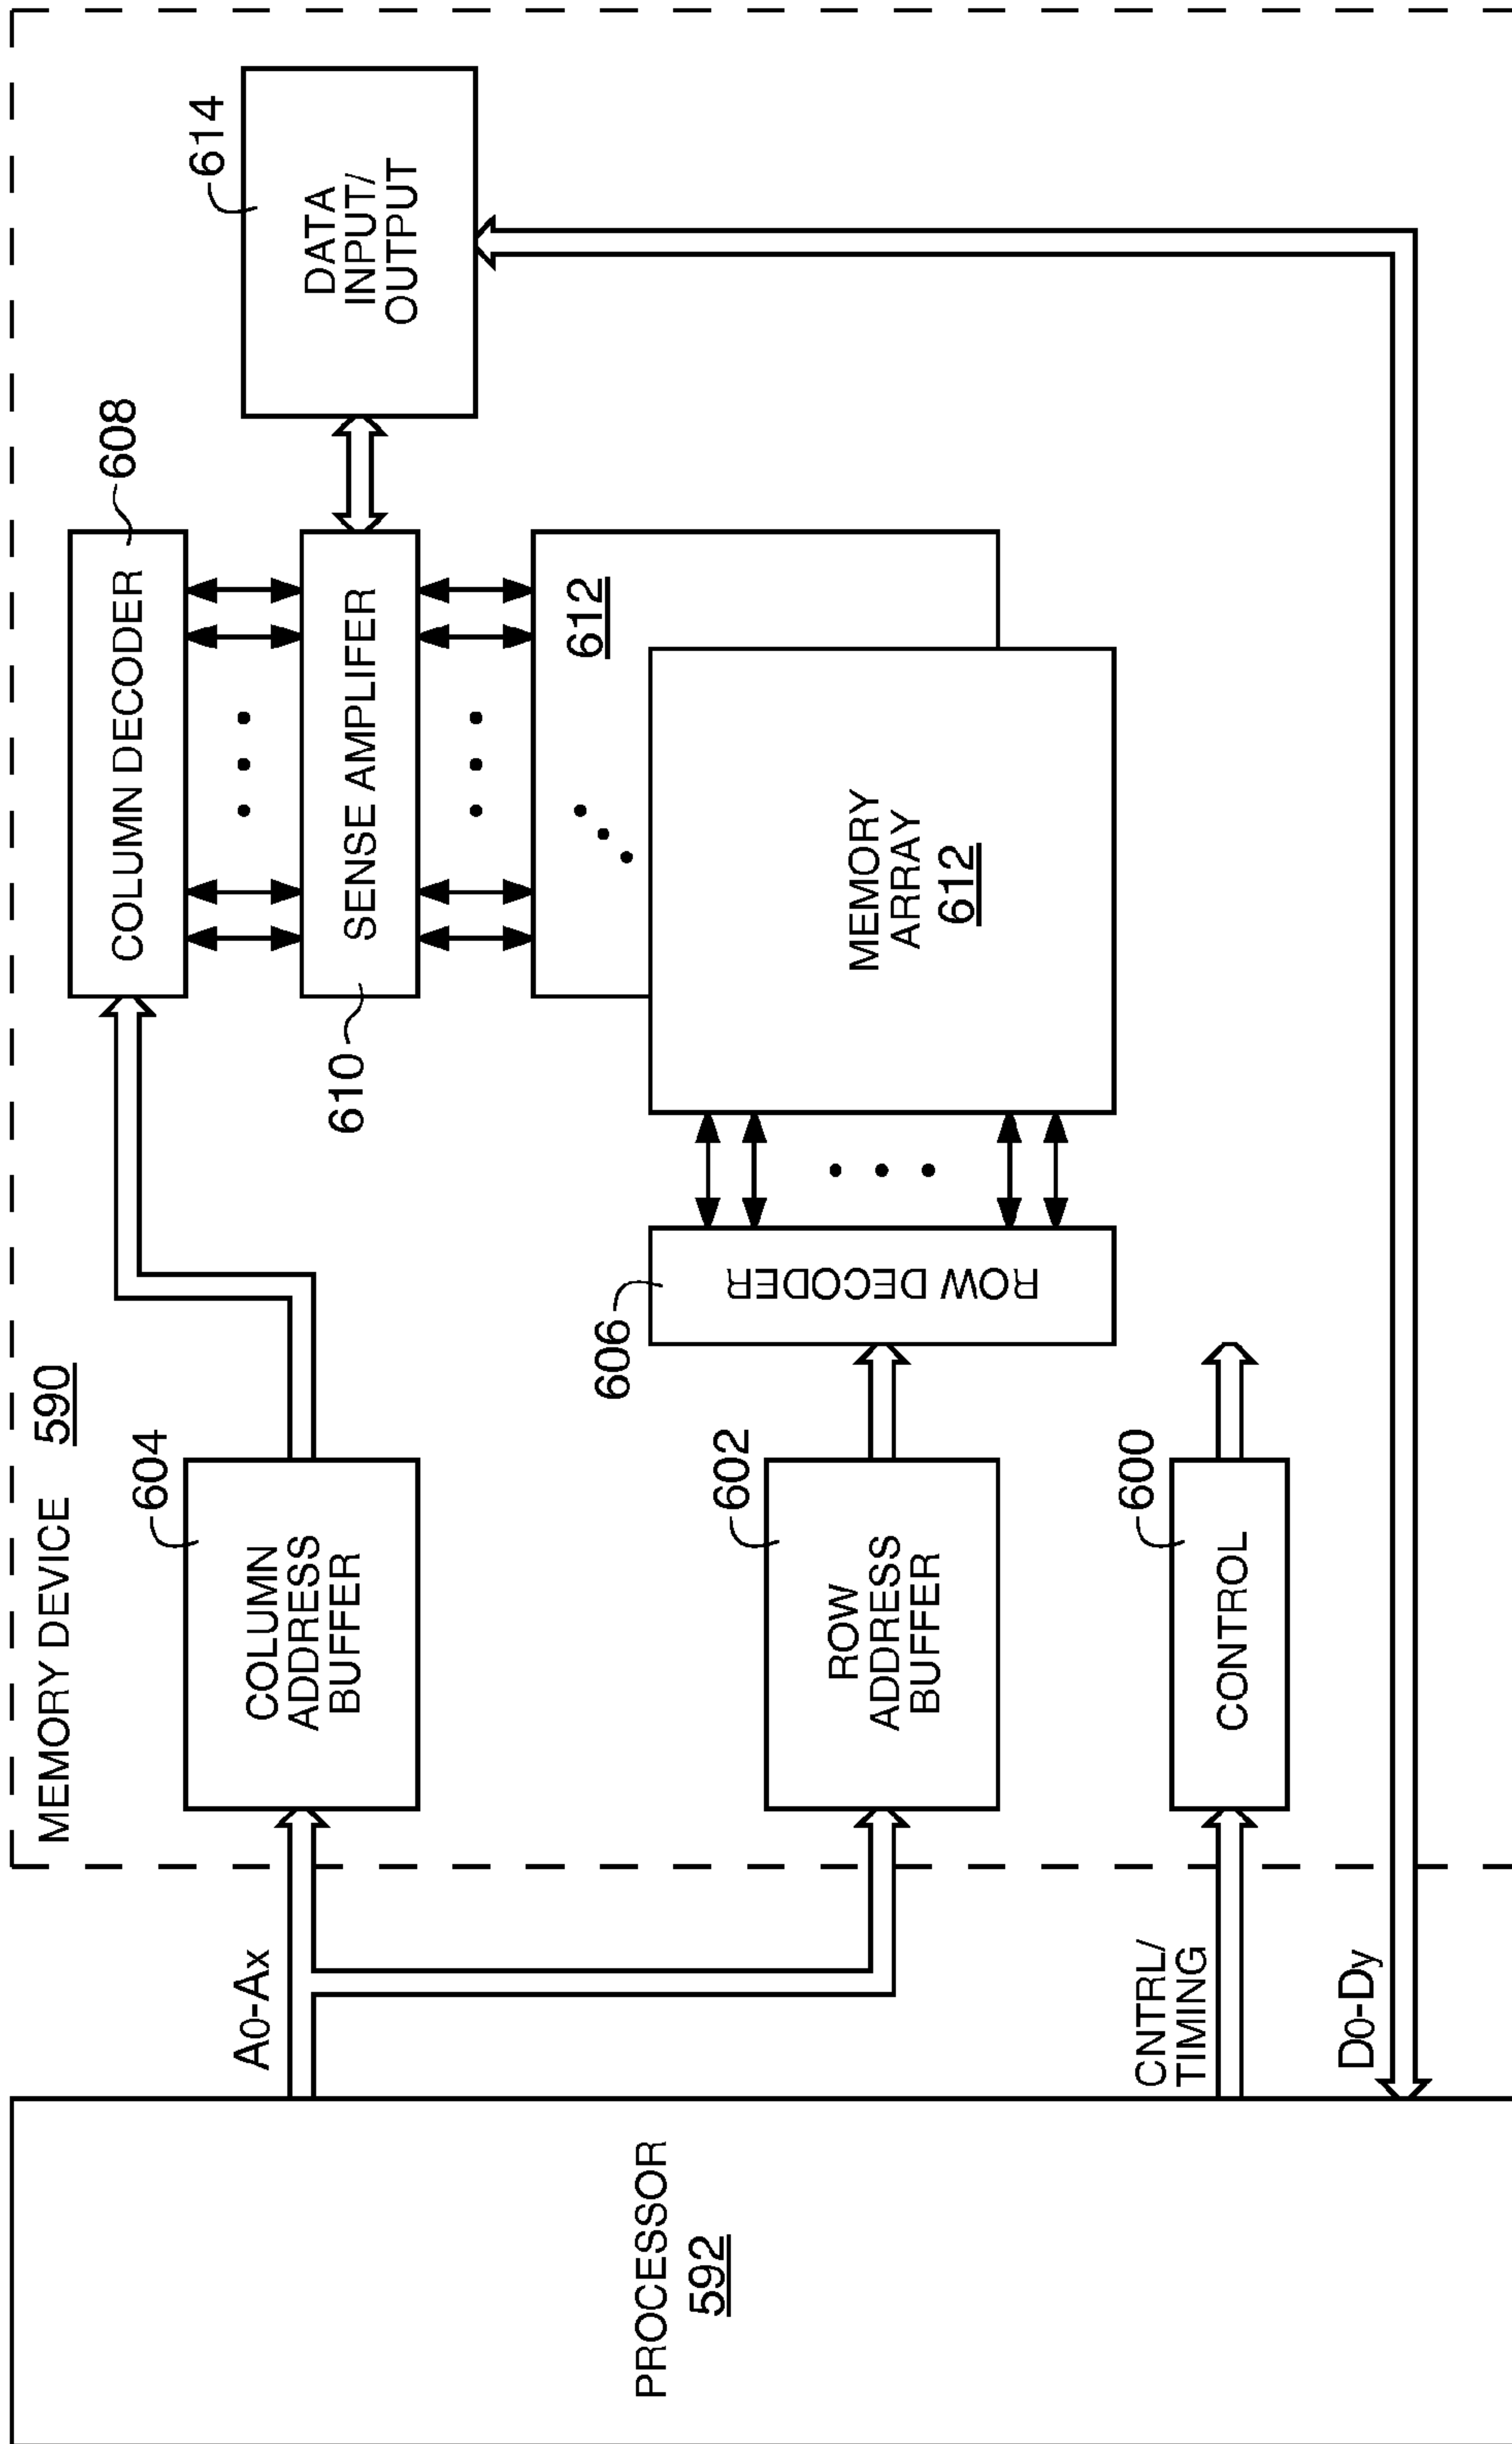 MEMORY DEVICE 590
COLUMN DECODER
608
604
COLUMN
ADDRESS
BUFFER
614
DATA
INPUT/
OUTPUT
A0-Ax
610
SENSE AMPLIFER
612
606
ROW DECODER
MEMORY
ARRAY
612
PROCESSOR
592
602
ROW
ADDRESS
BUFFER
CNTRL/
TIMING
600
CONTROL
D0-Dy